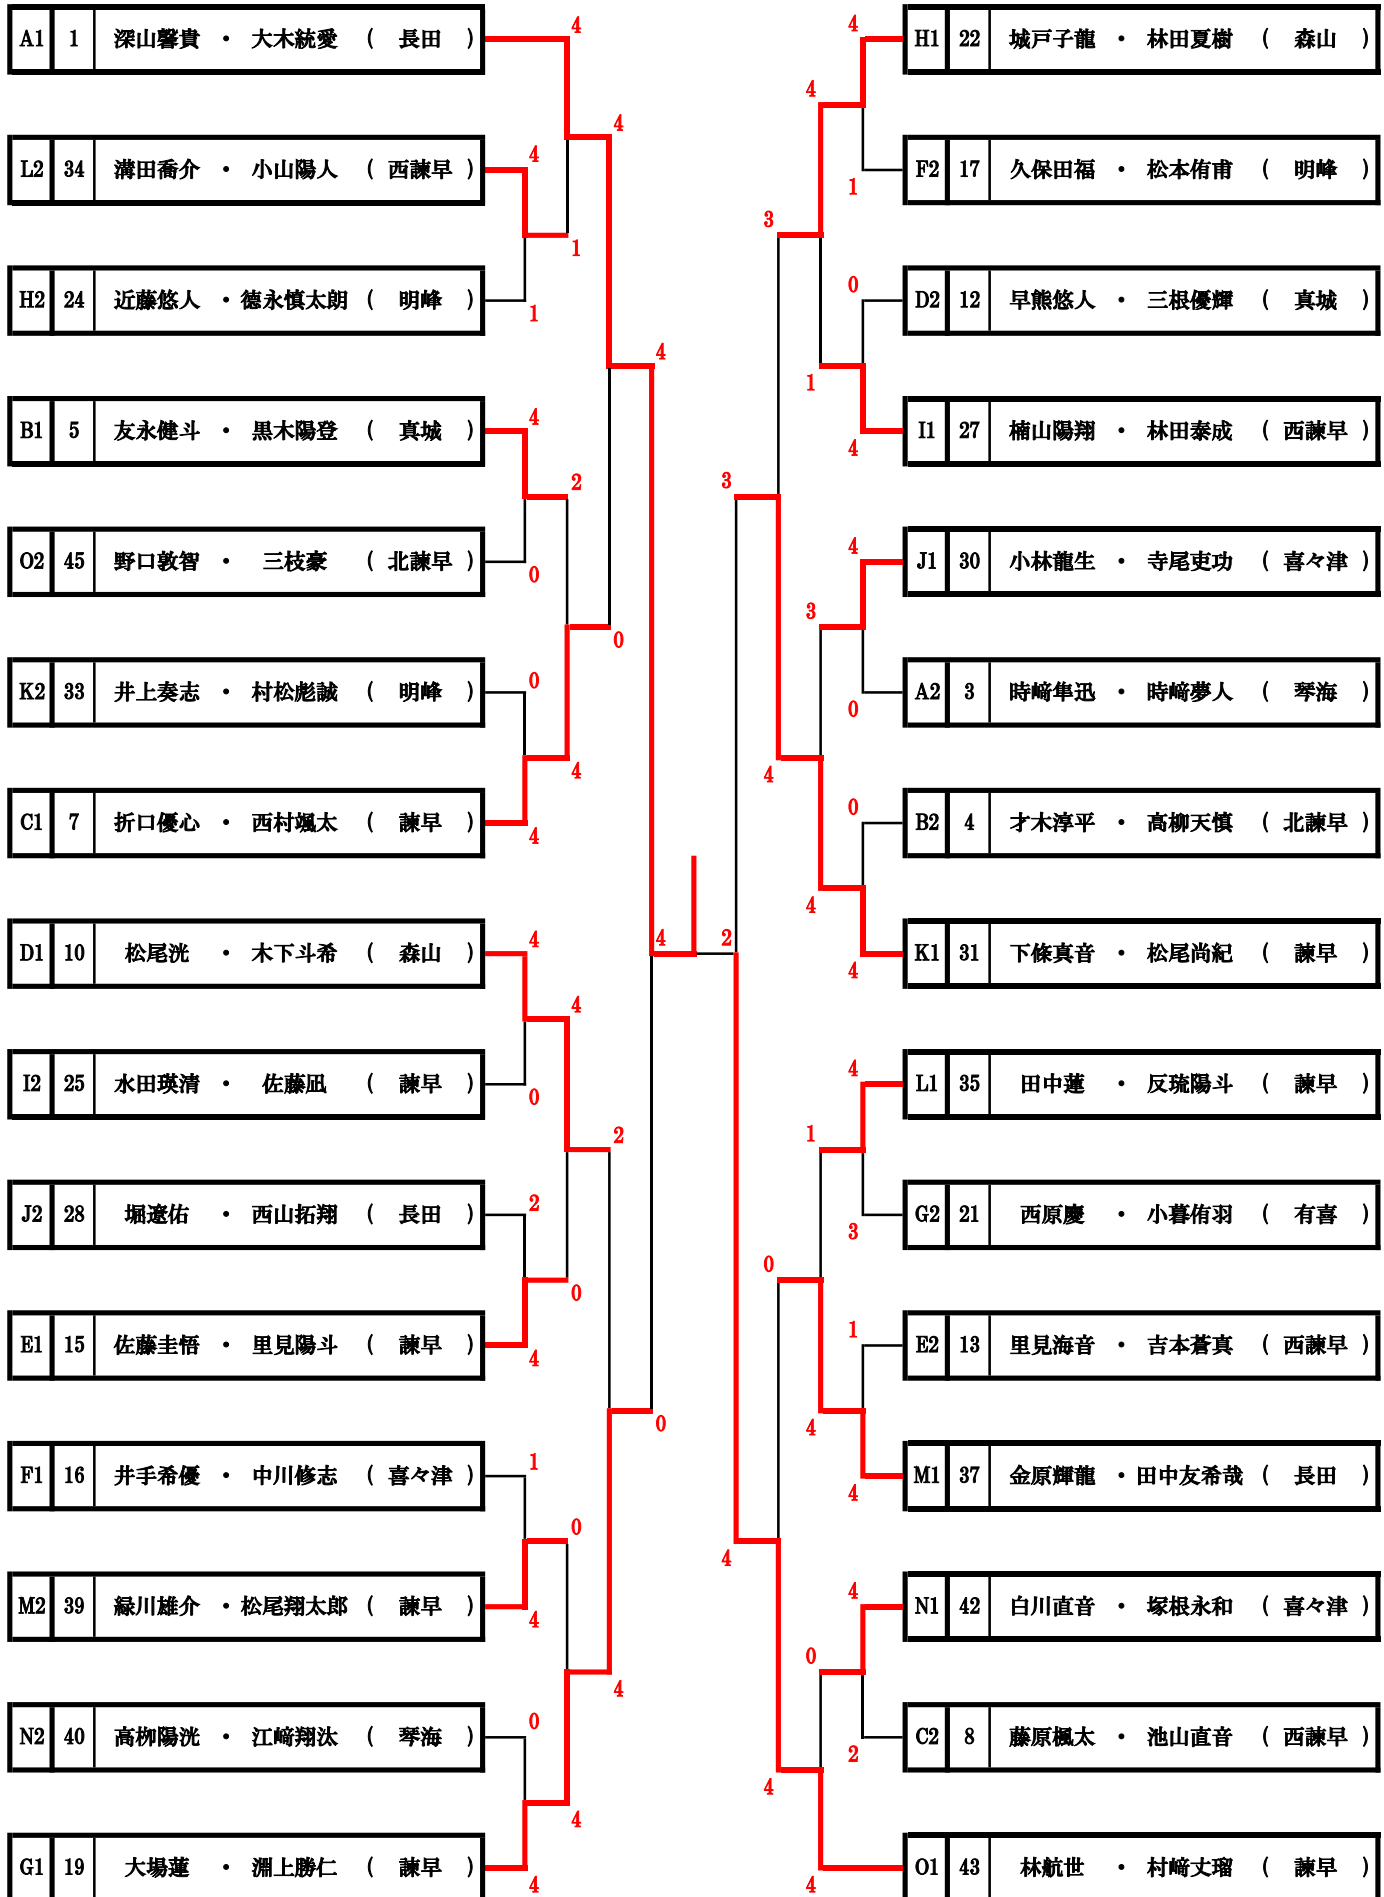 A1 1 深山馨貴 ・ 大木統愛 ( 長田 )
L2 34 溝田喬介 ・ 小山陽人 ( 西諫早 )
H2 24 近藤悠人 ・ 德永慎太朗 ( 明峰 )
B1 5 友永健斗 ・ 黒木陽登 ( 真城 )
O2 45 野口敦智 ・ 三枝豪 ( 北諫早 )
K2 33 井上奏志 ・ 村松彪誠 ( 明峰 )
C1 7 折口優心 ・ 西村颯太 ( 諫早 )
D1 10 松尾洸 ・ 木下斗希 ( 森山 )
I2 25 水田瑛清 ・ 佐藤凪 ( 諫早 )
J2 28 堀遼佑 ・ 西山拓翔 ( 長田 )
E1 15 佐藤圭悟 ・ 里見陽斗 ( 諫早 )
F1 16 井手希優 ・ 中川修志 ( 喜々津 )
M2 39 緑川雄介 ・ 松尾翔太郎 ( 諫早 )
N2 40 高栁陽洸 ・ 江﨑翔汰 ( 琴海 )
G1 19 大場蓮 ・ 淵上勝仁 ( 諫早 )
4
4
4
1
1
4
4
2
0
0
0
4
4
4
4
4
0
2
2
0
4
0
1
0
4
4
0
4
4
4
2
H1 22 城戸子龍 ・ 林田夏樹 ( 森山 )
F2 17 久保田福 ・ 松本侑甫 ( 明峰 )
D2 12 早熊悠人 ・ 三根優輝 ( 真城 )
I1 27 楠山陽翔 ・ 林田泰成 ( 西諫早 )
J1 30 小林龍生 ・ 寺尾吏功 ( 喜々津 )
A2 3 時﨑隼迅 ・ 時﨑夢人 ( 琴海 )
B2 4 才木淳平 ・ 高柳天慎 ( 北諫早 )
K1 31 下條真音 ・ 松尾尚紀 ( 諫早 )
L1 35 田中蓮 ・ 反琉陽斗 ( 諫早 )
G2 21 西原慶 ・ 小暮侑羽 ( 有喜 )
E2 13 里見海音 ・ 吉本蒼真 ( 西諫早 )
M1 37 金原輝龍 ・ 田中友希哉 ( 長田 )
N1 42 白川直音 ・ 塚根永和 ( 喜々津 )
C2 8 藤原楓太 ・ 池山直音 ( 西諫早 )
O1 43 林航世 ・ 村﨑丈瑠 ( 諫早 )
4
4
1
3
0
1
4
3
4
3
0
4
0
4
4
4
1
3
0
1
4
4
4
4
0
2
4
4